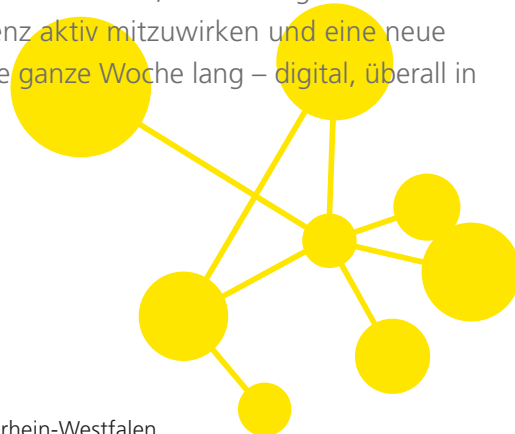 enz aktiv mitzuwirken und eine neue
e ganze Woche lang – digital, überall in
rhein-Westfalen